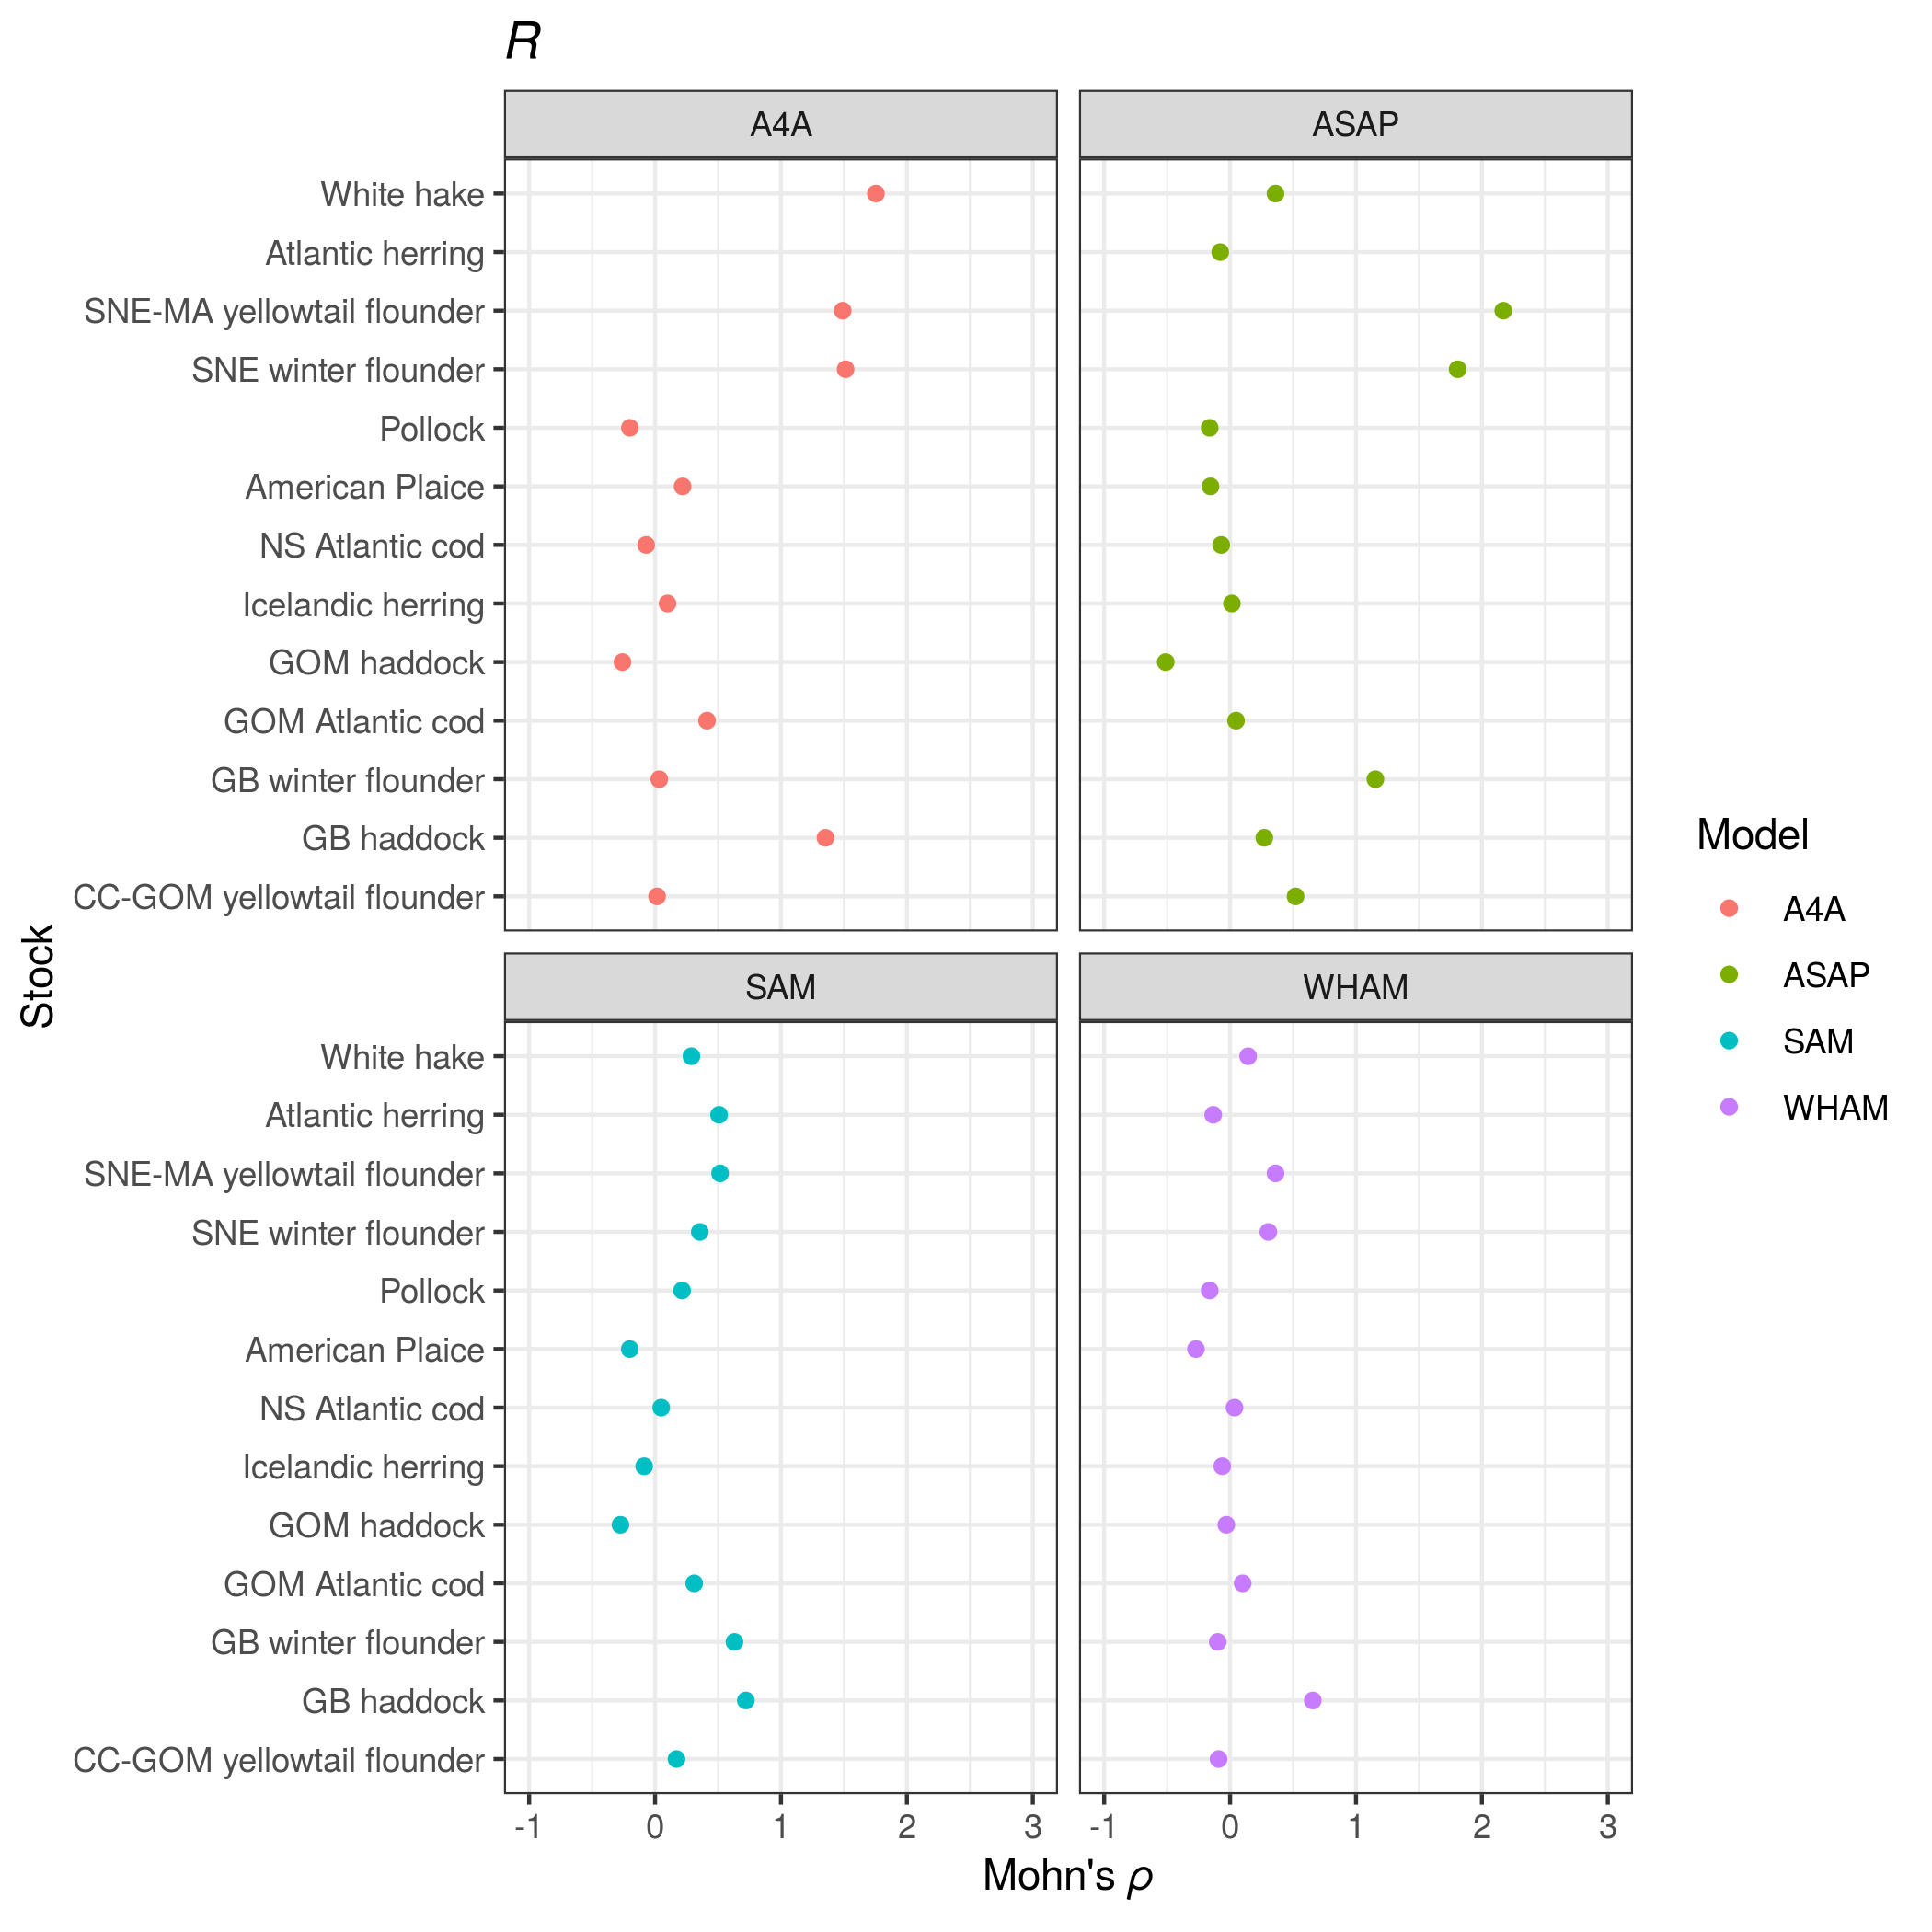 R
A4A
ASAP
White hake
Atlantic herring
SNE-MA yellowtail flounder
SNE winter flounder
Pollock
American Plaice
NS Atlantic cod
Icelandic herring
GOM haddock
GOM Atlantic cod
GB winter flounder
GB haddock
CC-GOM yellowtail flounder
Stock
SAM
WHAM
White hake
Atlantic herring
SNE-MA yellowtail flounder
SNE winter flounder
Pollock
American Plaice
NS Atlantic cod
Icelandic herring
GOM haddock
GOM Atlantic cod
GB winter flounder
GB haddock
CC-GOM yellowtail flounder
-1 0 1 2 3
-1 0 1 2 3
Mohn's ρ
Model
A4A
ASAP
SAM
WHAM